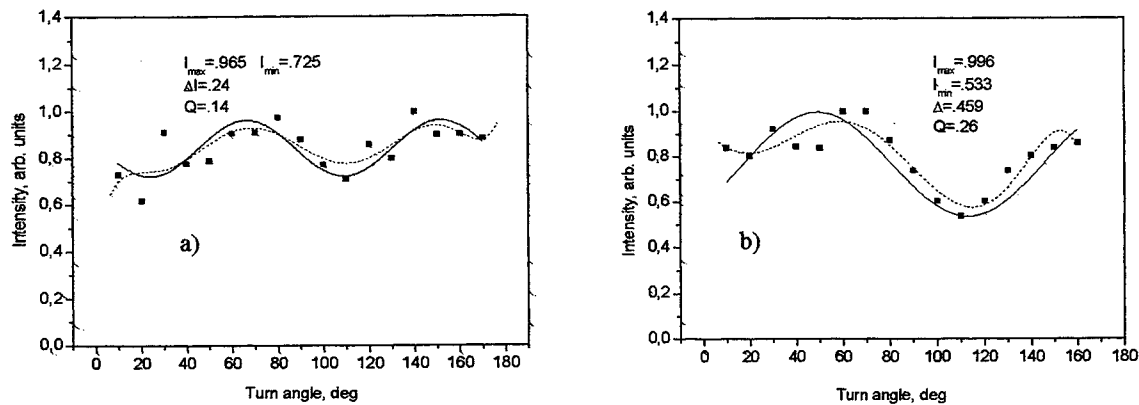 1,4
1,2
1,0
0,8
0,6
0,4
0,2
0,0
Intensity, arb. units
Imax=.965 Imin=.725
ΔI=.24
Q=.14
a)
0 20 40 60 80 100 120 140 160 180
Turn angle, deg
1,4
1,2
1,0
0,8
0,6
0,4
0,2
0,0
Intensity, arb. units
Imax=.996
Imin=.533
Δ=.459
Q=.26
b)
0 20 40 60 80 100 120 140 160 180
Turn angle, deg